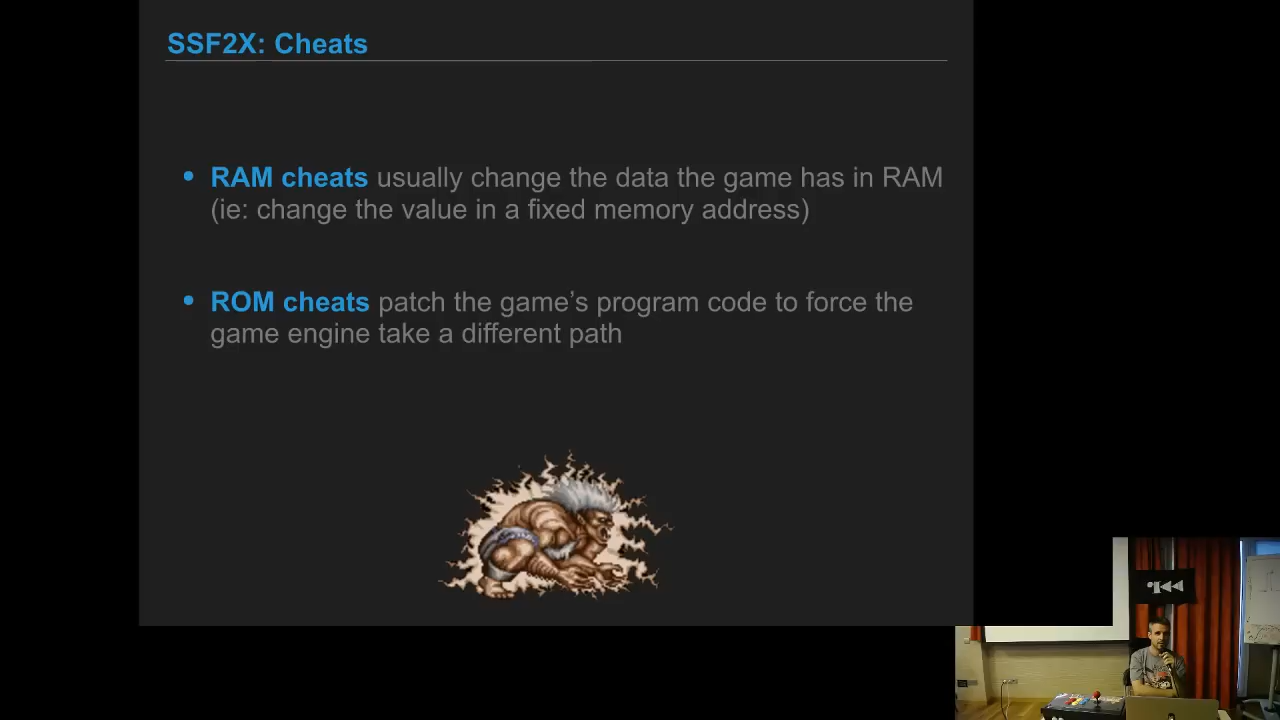 SSF2X: Cheats
• RAM cheats usually change the data the game has in RAM
(ie: change the value in a fixed memory address)
• ROM cheats patch the game’s program code to force the
game engine take a different path